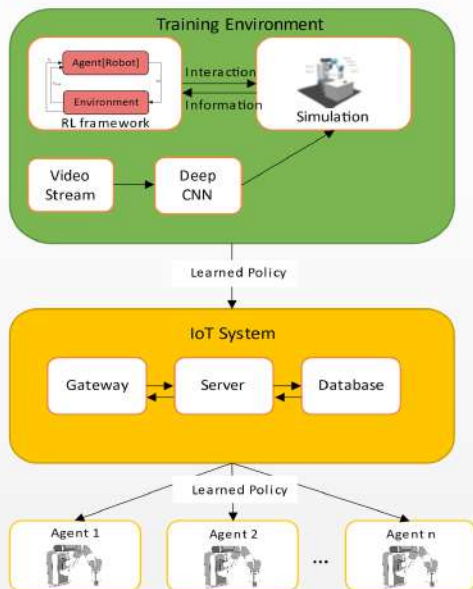 Training Environment
Agent[Robot]
Environment
RL framework
Interaction
Information
Simulation
Video
Stream
Deep
CNN
Learned Policy
IoT System
Gateway
Server
Database
Learned Policy
Agent 1
Agent 2
...
Agent n